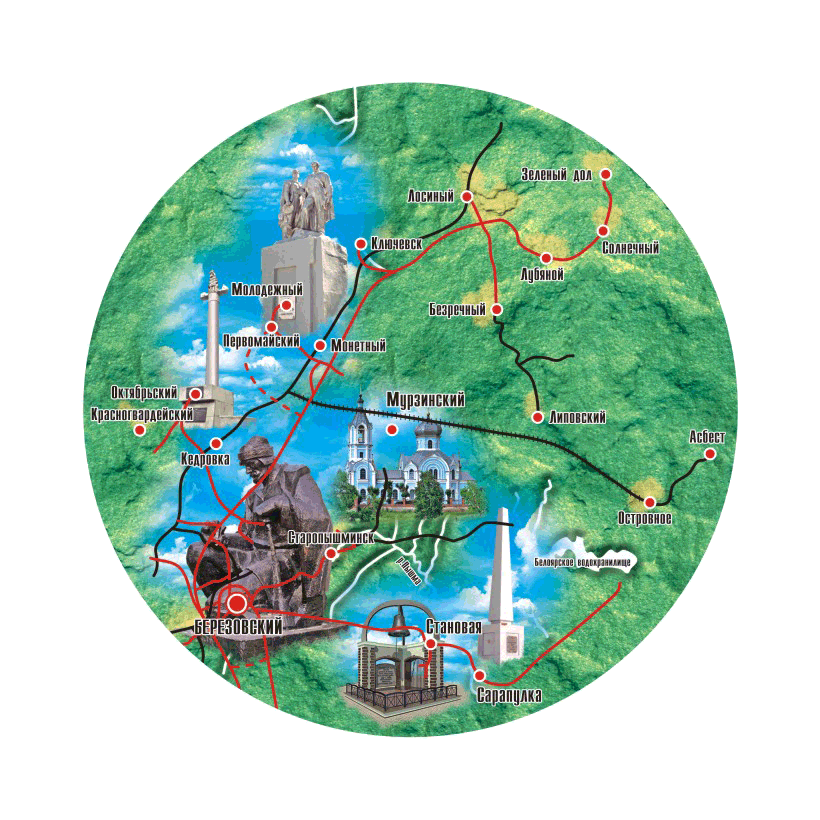 Зеленый дол
Лосиный
Ключевск
Солнечный
Лубяной
Молодежный
Безречный
Первомайский
Монетный
Октябрьский
Мурзинский
Красногвардейский
Липовский
Асбест
Кедровка
Островное
Старопышминск
Белоярское водохранилище
р.Пышма
БЕРЕЗОВСКИЙ
Становая
Сарапулка